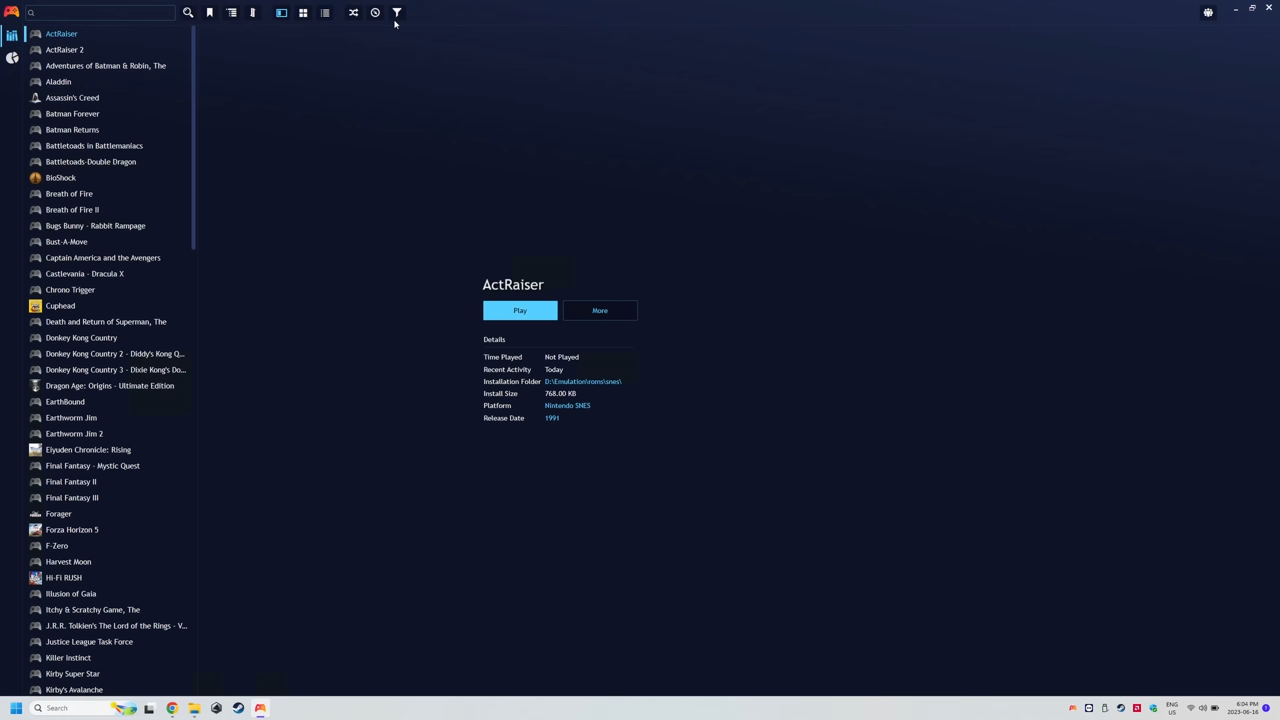 ActRaiser
ActRaiser 2
Adventures of Batman & Robin, The
Aladdin
Assassin's Creed
Batman Forever
Batman Returns
Battletoads in Battlemaniacs
Battletoads-Double Dragon
BioShock
Breath of Fire
Breath of Fire II
Bugs Bunny - Rabbit Rampage
Bust-A-Move
Captain America and the Avengers
Castlevania - Dracula X
Chrono Trigger
Cuphead
Death and Return of Superman, The
Donkey Kong Country
Donkey Kong Country 2 - Diddy's Kong Q...
Donkey Kong Country 3 - Dixie Kong's Do...
Dragon Age: Origins - Ultimate Edition
EarthBound
Earthworm Jim
Earthworm Jim 2
Eiyuden Chronicle: Rising
Final Fantasy - Mystic Quest
Final Fantasy II
Final Fantasy III
Forager
Forza Horizon 5
F-Zero
Harvest Moon
Hi-Fi RUSH
Illusion of Gaia
Itchy & Scratchy Game, The
J.R.R. Tolkien's The Lord of the Rings - V...
Justice League Task Force
Killer Instinct
Kirby Super Star
Kirby's Avalanche
ActRaiser
Play More
Details
Time Played Not Played
Recent Activity Today
Installation Folder D:\Emulation\roms\snes\
Install Size 768.00 KB
Platform Nintendo SNES
Release Date 1991
Search
ENG
US
6:04 PM
2023-06-16